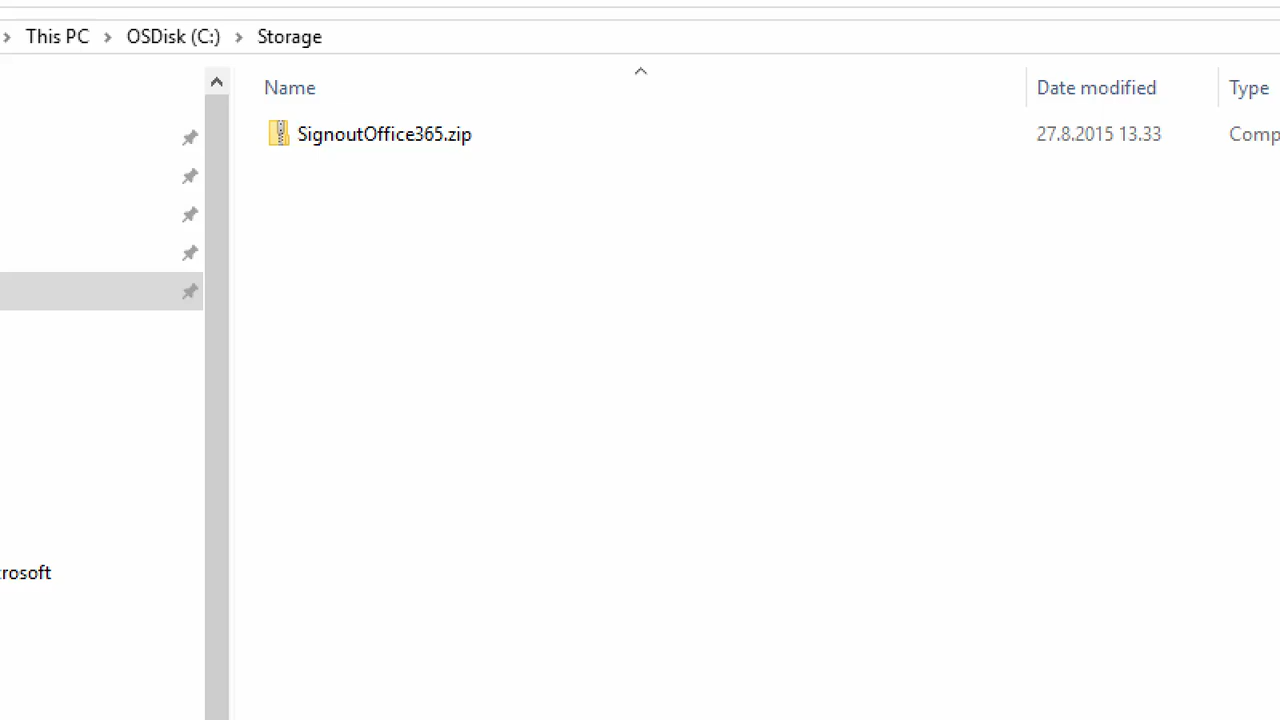 This PC > OSDisk (C:) > Storage
Name Date modified Type
SignoutOffice365.zip 27.8.2015 13.33 Comp
rosoft